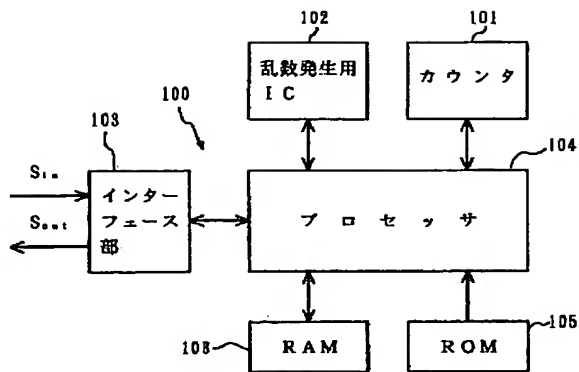 102
101
乱数発生用
IC
カウンタ
100
103
104
Sin
インター
フェース
部
Sout
プロセッサ
RAM
ROM
105